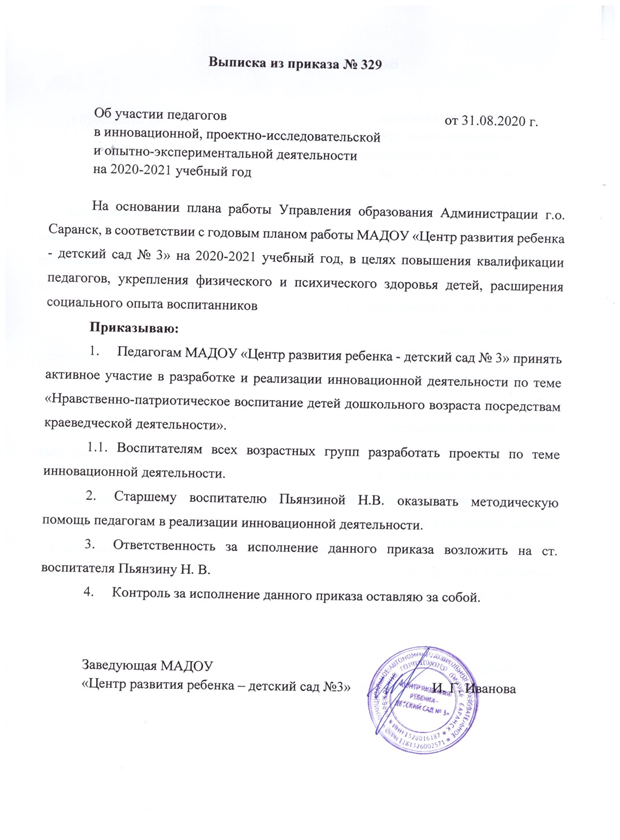 Выписка из приказа № 329
Об участии педагогов
от 31.08.2020 г.
в инновационной, проектно-исследовательской
и опытно-экспериментальной деятельности
на 2020-2021 учебный год
На основании плана работы Управления образования Администрации г.о.
Саранск, в соответствии с годовым планом работы МАДОУ «Центр развития ребенка
- детский сад № 3» на 2020-2021 учебный год, в целях повышения квалификации
педагогов, укрепления физического и психического здоровья детей, расширения
социального опыта воспитанников
Приказываю:
1. Педагогам МАДОУ «Центр развития ребенка - детский сад № 3» принять
активное участие в разработке и реализации инновационной деятельности по теме
«Нравственно-патриотическое воспитание детей дошкольного возраста посредствам
краеведческой деятельности».
1.1. Воспитателям всех возрастных групп разработать проекты по теме
инновационной деятельности.
2. Старшему воспитателю Пьянзиной Н.В. оказывать методическую
помощь педагогам в реализации инновационной деятельности.
3. Ответственность за исполнение данного приказа возложить на ст.
воспитателя Пьянзину Н. В.
4. Контроль за исполнение данного приказа оставляю за собой.
Заведующая МАДОУ
«Центр развития ребенка – детский сад №3»
И. Г. Иванова
ЦЕНТР РАЗВИТИЯ
РЕБЕНКА -
ДЕТСКИЙ САД № 3»